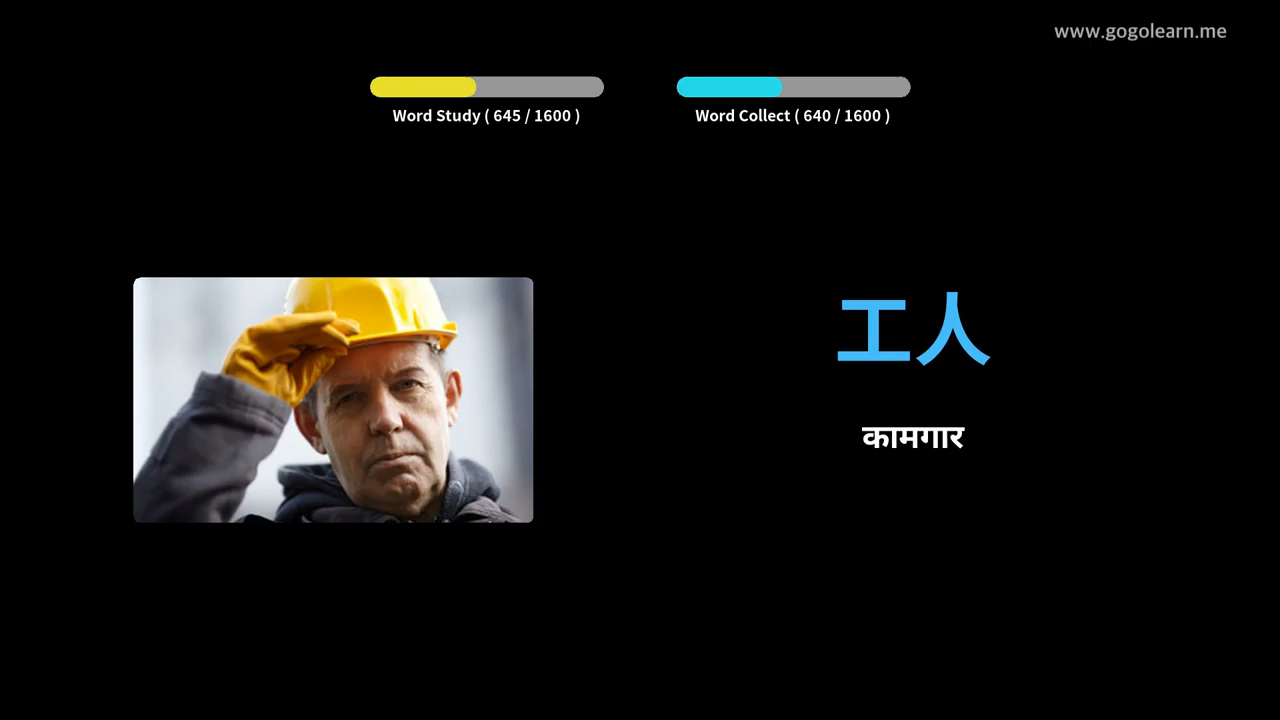 www.gogolearn.me
Word Study ( 645 / 1600 )
Word Collect ( 640 / 1600 )
工人
कामगार